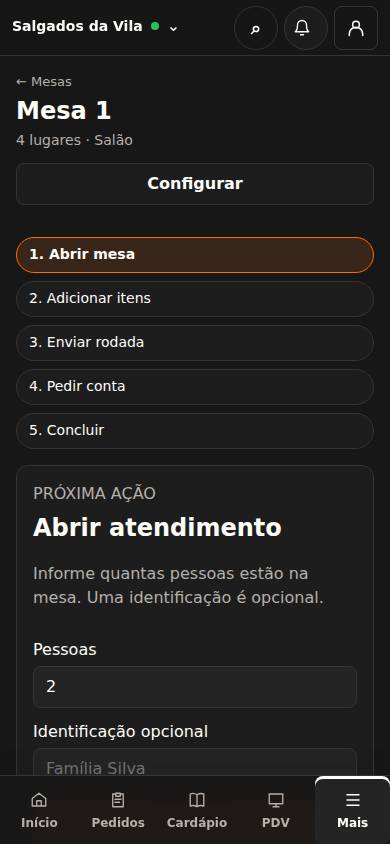 Salgados da Vila
← Mesas
Mesa 1
4 lugares · Salão
Configurar
1. Abrir mesa
2. Adicionar itens
3. Enviar rodada
4. Pedir conta
5. Concluir
PRÓXIMA AÇÃO
Abrir atendimento
Informe quantas pessoas estão na
mesa. Uma identificação é opcional.
Pessoas
2
Identificação opcional
Família Silva
Início
Pedidos
Cardápio
PDV
Mais